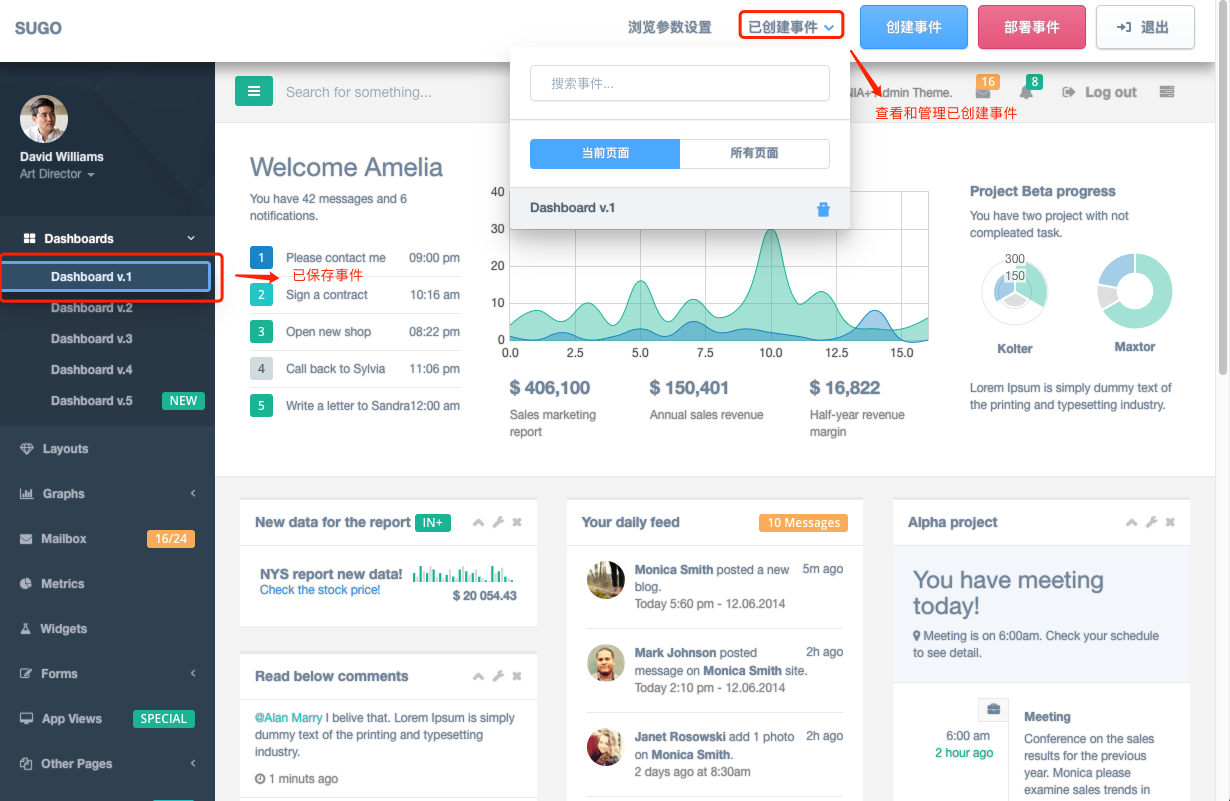 SUGO
浏览参数设置
已创建事件
创建事件
部署事件
退出
搜索事件...
当前页面
所有页面
Dashboard v.1
查看和管理已创建事件
David Williams
Art Director
Dashboards
Dashboard v.1
已保存事件
Dashboard v.2
Dashboard v.3
Dashboard v.4
Dashboard v.5 NEW
Layouts
Graphs
Mailbox 16/24
Metrics
Widgets
Forms
App Views SPECIAL
Other Pages
Search for something...
Admin Theme.
16
8
Log out
Welcome Amelia
You have 42 messages and 6
notifications.
1 Please contact me 09:00 pm
2 Sign a contract 10:16 am
3 Open new shop 08:22 pm
4 Call back to Sylvia 11:06 pm
5 Write a letter to Sandra 12:00 am
40
30
20
10
0
0.0 2.5 5.0 7.5 10.0 12.5 15.0
$ 406,100
Sales marketing
report
$ 150,401
Annual sales revenue
$ 16,822
Half-year revenue
margin
Project Beta progress
You have two project with not
compleated task.
300
150
Kolter
Maxtor
Lorem Ipsum is simply dummy text of
the printing and typesetting industry.
New data for the report IN+
NYS report new data!
Check the stock price!
$ 20 054.43
Read below comments
@Alan Marry I belive that. Lorem Ipsum is simply
dummy text of the printing and typesetting
industry.
1 minuts ago
Your daily feed 10 Messages
Monica Smith posted a new 5m ago
blog.
Today 5:60 pm - 12.06.2014
Mark Johnson posted 2h ago
message on Monica Smith site.
Today 2:10 pm - 12.06.2014
Janet Rosowski add 1 photo 2h ago
on Monica Smith.
2 days ago at 8:30am
Alpha project
You have meeting
today!
Meeting is on 6:00am. Check your schedule
to see detail.
6:00 am
2 hour ago
Meeting
Conference on the sales
results for the previous
year. Monica please
examine sales trends in